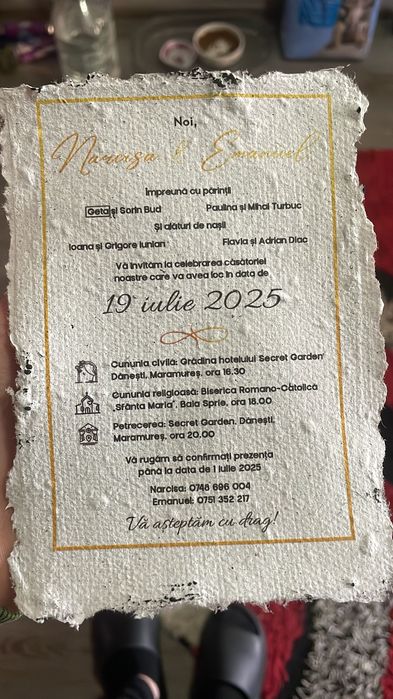 Noi,
Narcisa & Emanuel
împreună cu părinții
Geta și Sorin Bud Paulina și Mihai Turbuc
Și alături de nașii
Ioana și Grigore Iunian Flavia și Adrian Diac
Vă invităm la celebrarea căsătoriei
noastre care va avea loc în data de
19 iulie 2025
Cununia civilă: Grădina hotelului Secret Garden
Dănești, Maramureș, ora 16.30
Cununia religioasă: Biserica Romano-Catolică
„Sfânta Maria", Baia Sprie, ora 18.00
Petrecerea: Secret Garden, Dănești,
Maramureș, ora 20.00
Vă rugăm să confirmați prezența
până la data de 1 iulie 2025
Narcisa: 0748 696 004
Emanuel: 0751 352 217
Vă așteptăm cu drag!